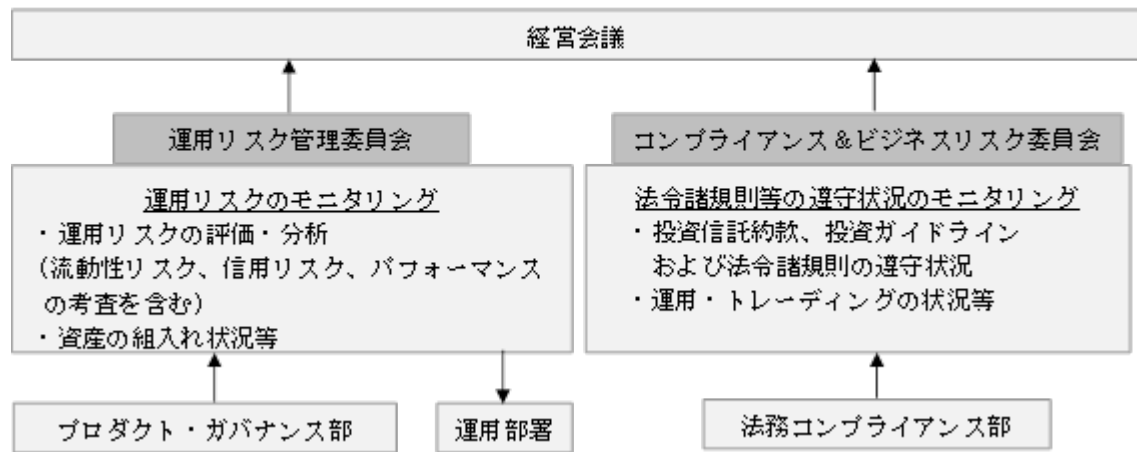 経営会議
運用リスク管理委員会
運用リスクのモニタリング
・運用リスクの評価・分析
(流動性リスク、信用リスク、パフォーマンス
の考査を含む)
・資産の組入れ状況等
コンプライアンス&ビジネスリスク委員会
法令諸規則等の遵守状況のモニタリング
・投資信託約款、投資ガイドライン
および法令諸規則の遵守状況
・運用・トレーディングの状況等
プロダクト・ガバナンス部
運用部署
法務コンプライアンス部